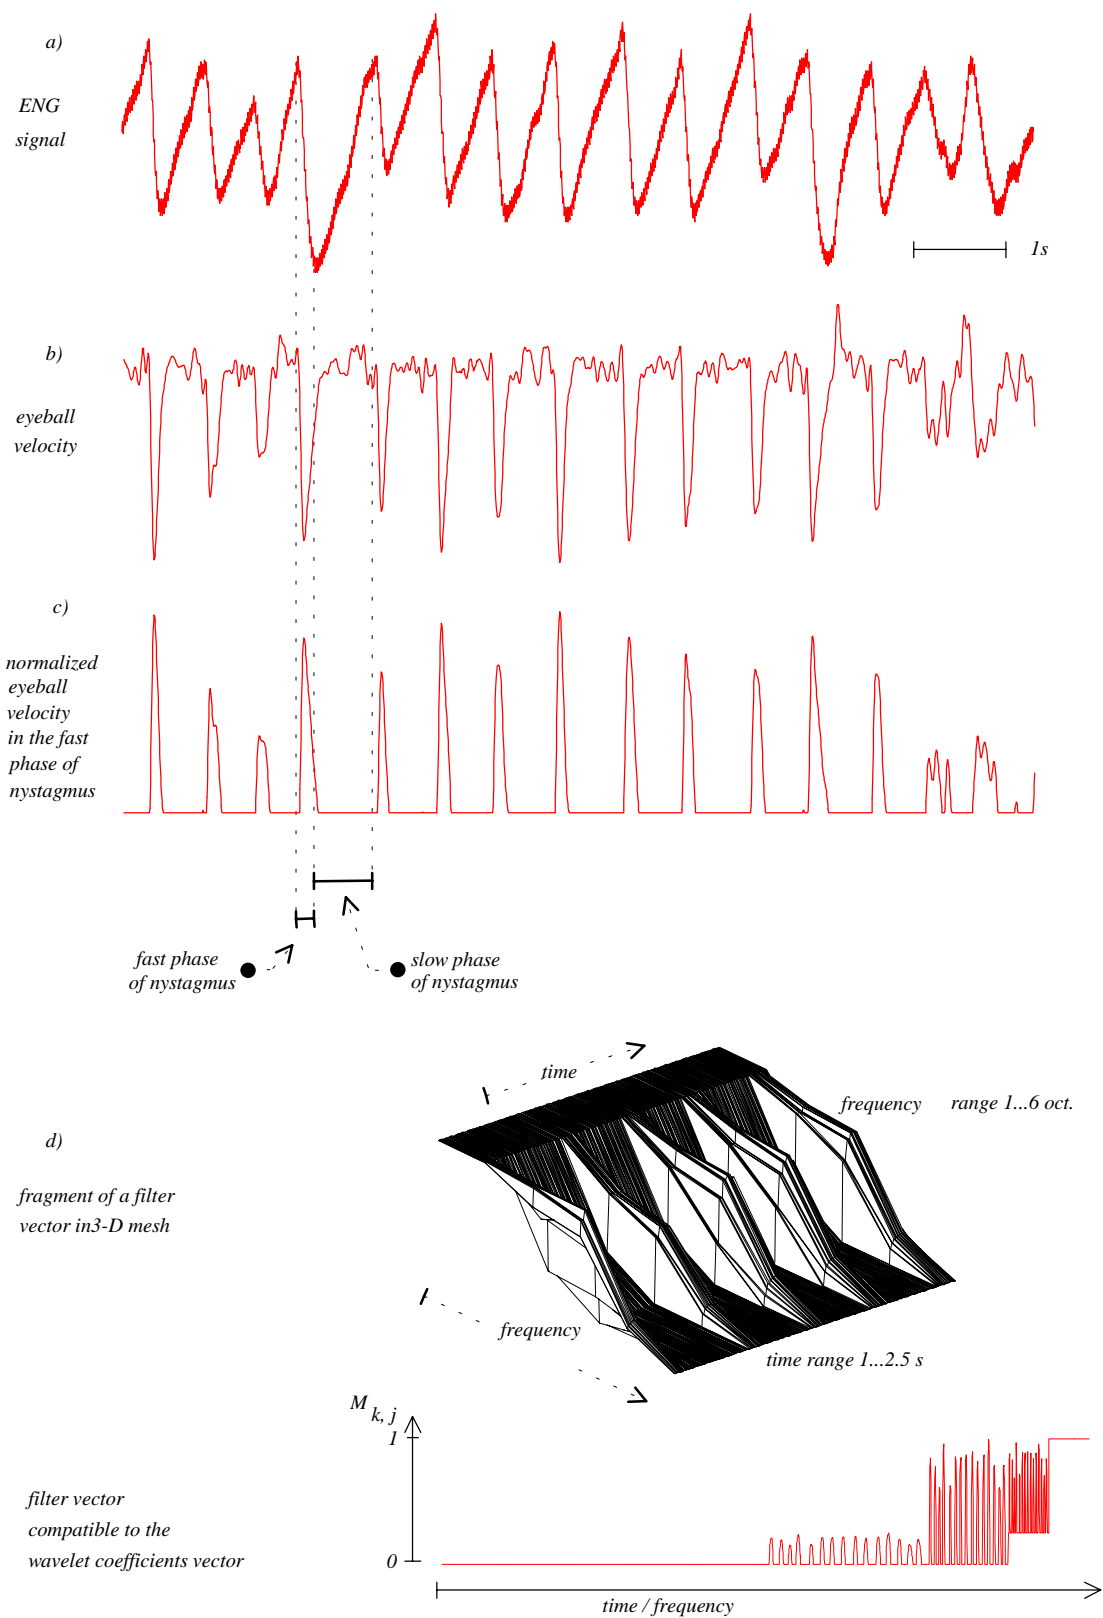 a)
ENG
signal
1s
b)
eyeball
velocity
c)
normalized
eyeball
velocity
in the fast
phase of
nystagmus
fast phase
of nystagmus
slow phase
of nystagmus
time
frequency range 1...6 oct.
d)
fragment of a filter
vector in3-D mesh
frequency
time range 1...2.5 s
M k, j
1
filter vector
compatible to the
wavelet coefficients vector
0
time / frequency